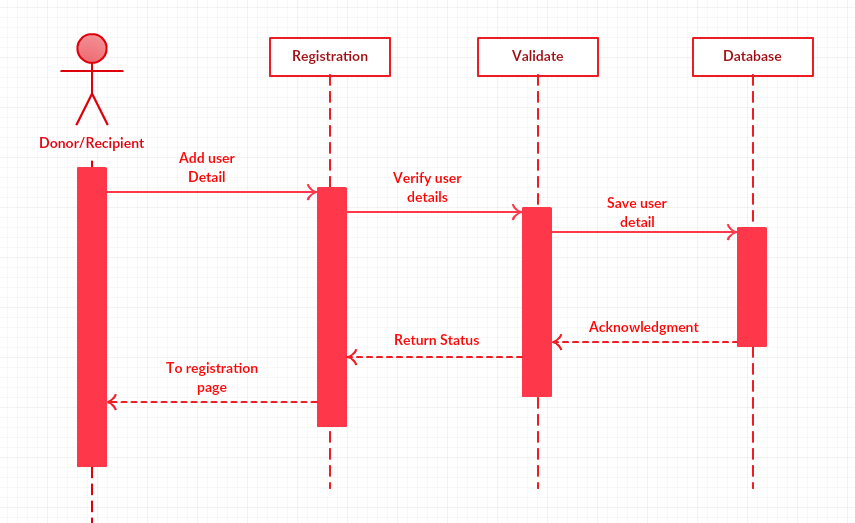 Registration
Validate
Database
Donor/Recipient
Add user
Detail
Verify user
details
Save user
detail
Acknowledgment
Return Status
To registration
page